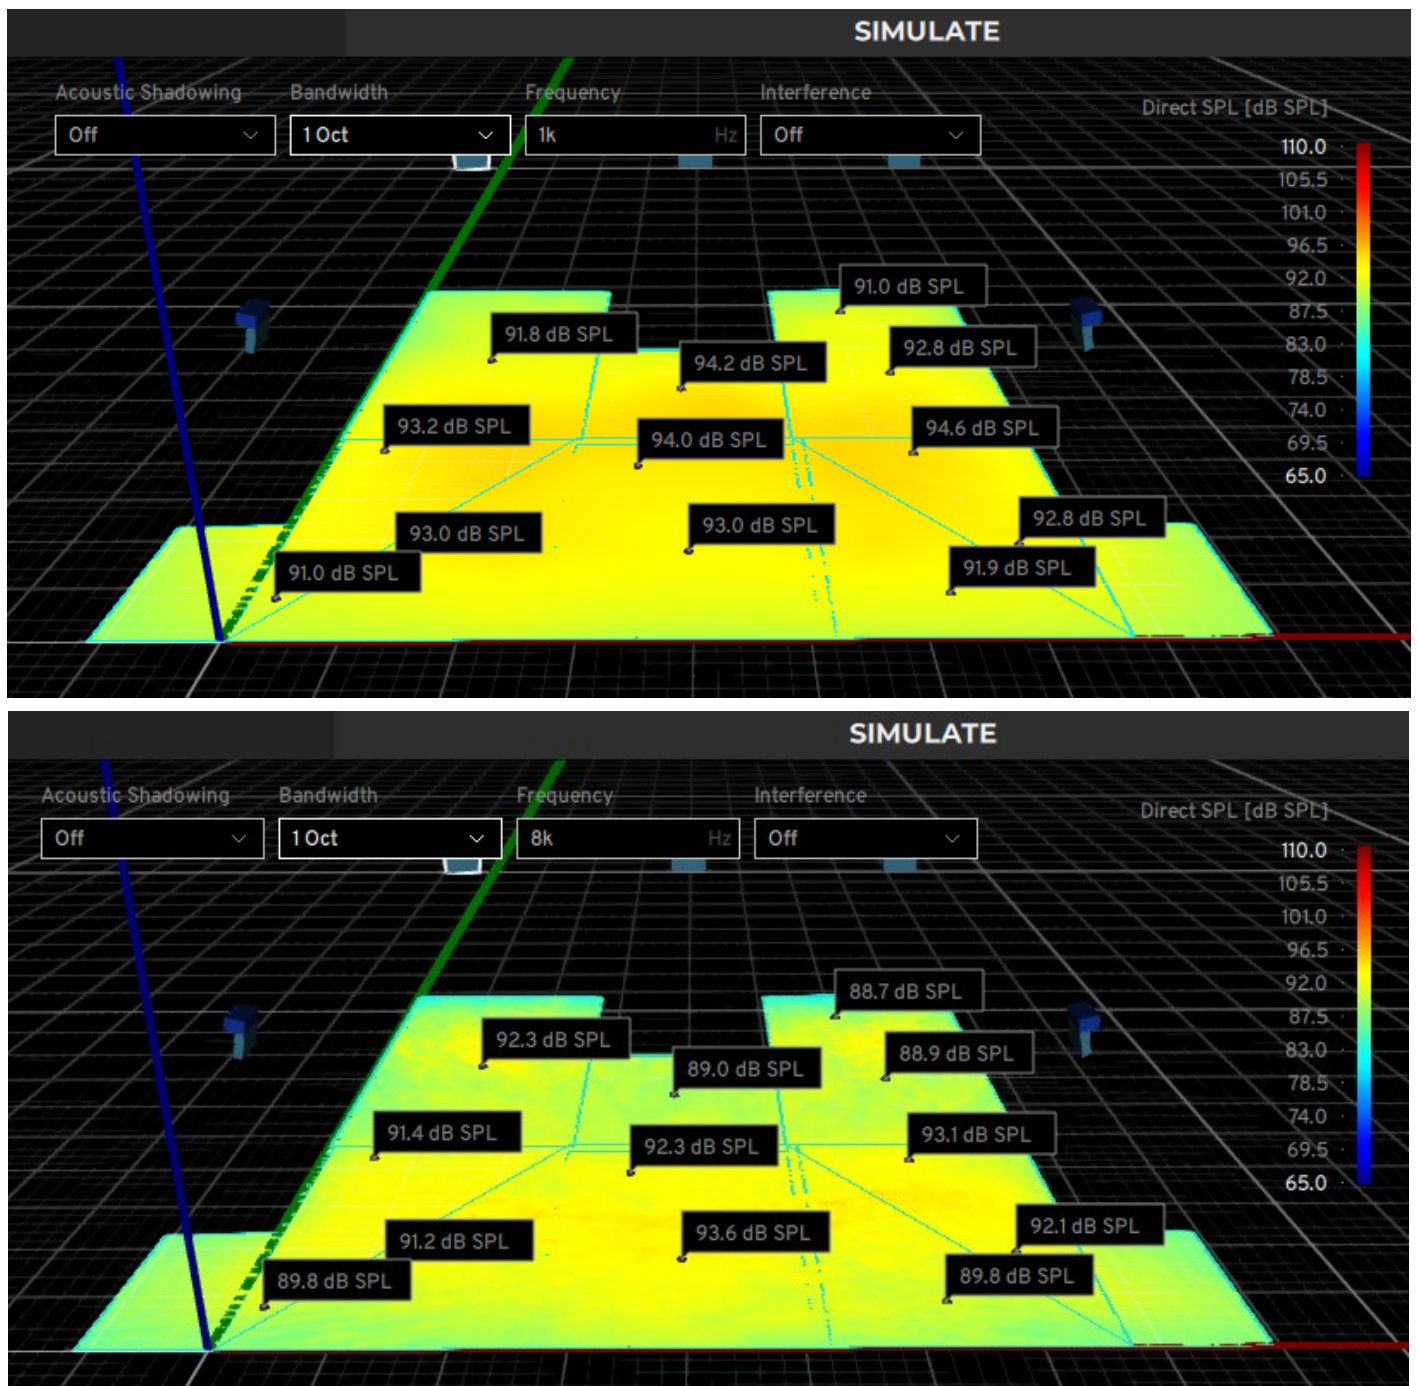 SIMULATE
Acoustic Shadowing Bandwidth Frequency Interference
Direct SPL [dB SPL]
Off 1 Oct 1k Hz Off
110.0
105.5
101.0
96.5
92.0
87.5
83.0
78.5
74.0
69.5
65.0
91.0 dB SPL
91.8 dB SPL
92.8 dB SPL
94.2 dB SPL
93.2 dB SPL
94.6 dB SPL
94.0 dB SPL
92.8 dB SPL
93.0 dB SPL
93.0 dB SPL
91.9 dB SPL
91.0 dB SPL
SIMULATE
Acoustic Shadowing Bandwidth Frequency Interference
Direct SPL [dB SPL]
Off 1 Oct 8k Hz Off
110.0
105.5
101.0
96.5
92.0
87.5
83.0
78.5
74.0
69.5
65.0
88.7 dB SPL
92.3 dB SPL
88.9 dB SPL
89.0 dB SPL
91.4 dB SPL
93.1 dB SPL
92.3 dB SPL
92.1 dB SPL
93.6 dB SPL
91.2 dB SPL
89.8 dB SPL
89.8 dB SPL